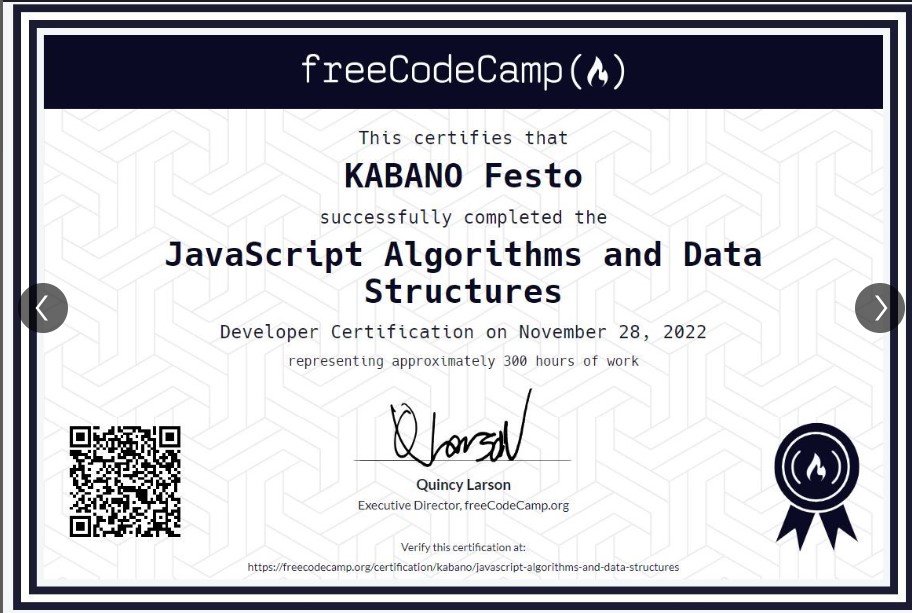 freeCodeCamp
This certifies that
KABANO Festo
successfully completed the
JavaScript Algorithms and Data
Structures
Developer Certification on November 28, 2022
representing approximately 300 hours of work
Quincy Larson
Executive Director, freeCodeCamp.org
Verify this certification at:
https://freecodecamp.org/certification/kabano/javascript-algorithms-and-data-structures